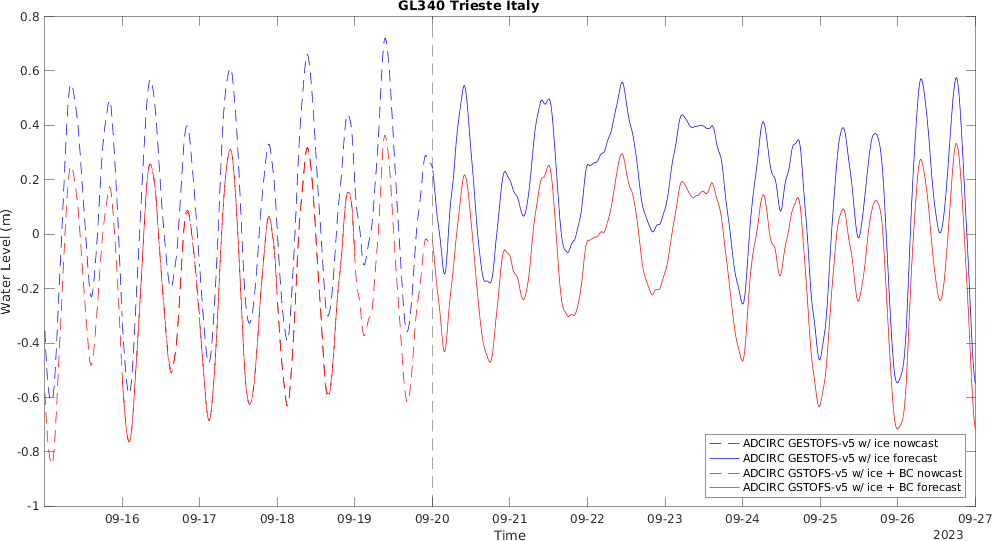 GL340 Trieste Italy
0.8
0.6
0.4
0.2
0
-0.2
-0.4
-0.6
-0.8
-1
Water Level (m)
ADCIRC GESTOFS-v5 w/ ice nowcast
ADCIRC GESTOFS-v5 w/ ice forecast
ADCIRC GSTOFS-v5 w/ ice + BC nowcast
ADCIRC GSTOFS-v5 w/ ice + BC forecast
09-16 09-17 09-18 09-19 09-20 09-21 09-22 09-23 09-24 09-25 09-26 09-27
Time
2023